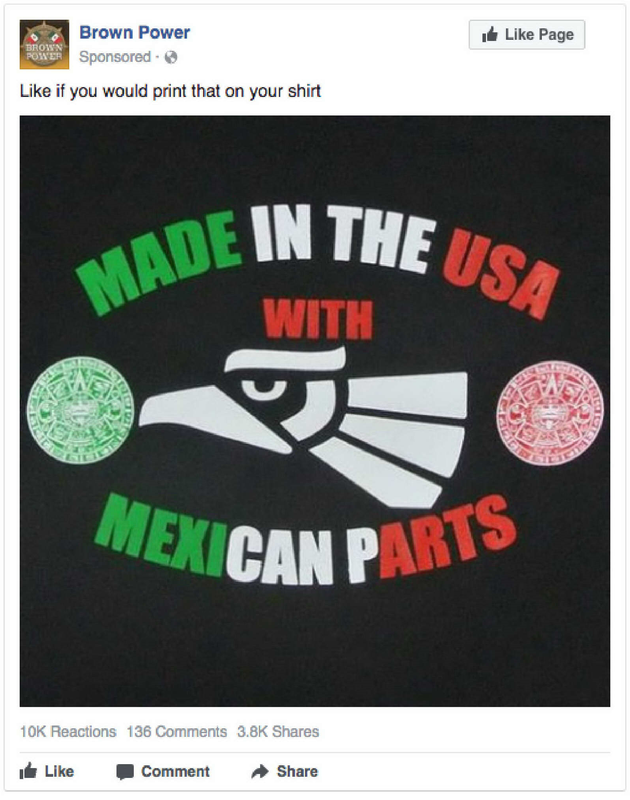 Brown Power
Like Page
BROWN
POWER
Sponsored ·
Like if you would print that on your shirt
MADE IN THE USA
WITH
MEXICAN PARTS
10K Reactions 136 Comments 3.8K Shares
Like Comment Share